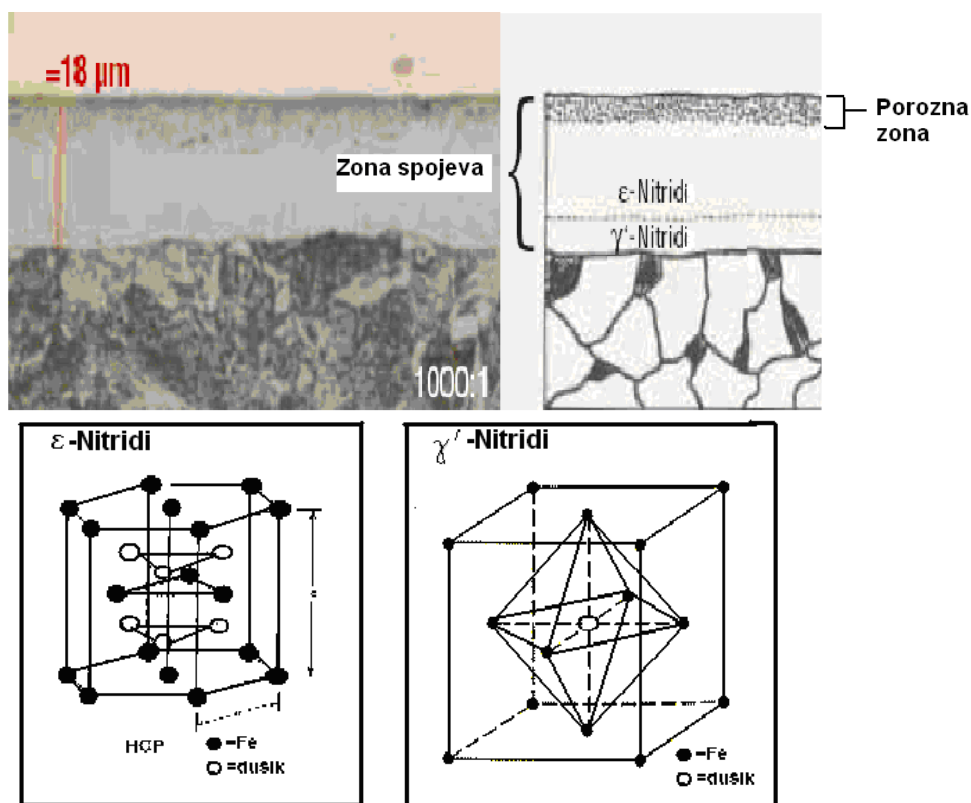 =18 µm
Zona spojeva
1000:1
Porozna
zona
ε-Nitridi
γ'-Nitridi
ε-Nitridi
HCP
●=Fe
○=dušik
γ'-Nitridi
●=Fe
○=dušik